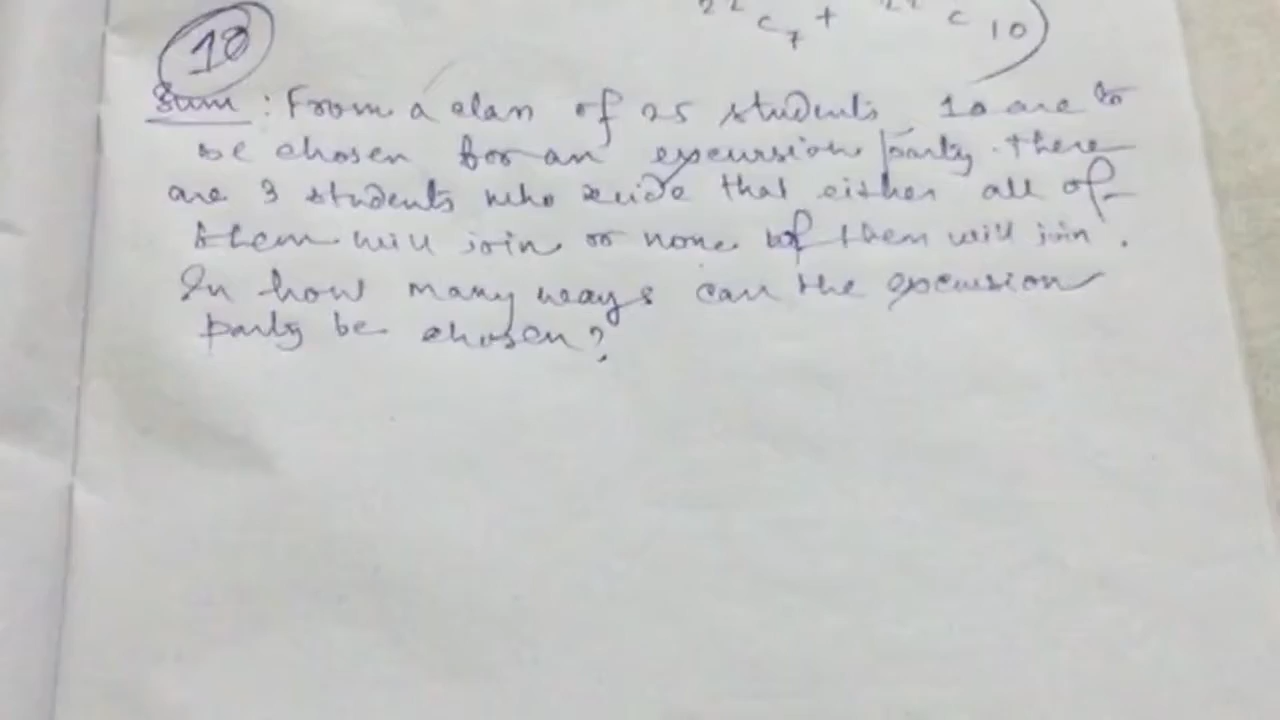 ²²C₇ + ²²C₁₀)
18
Sum : From a class of 25 students 10 are to
be chosen for an excursion party. There
are 3 students who decide that either all of
them will join or none of them will join.
In how many ways can the excursion
party be chosen?